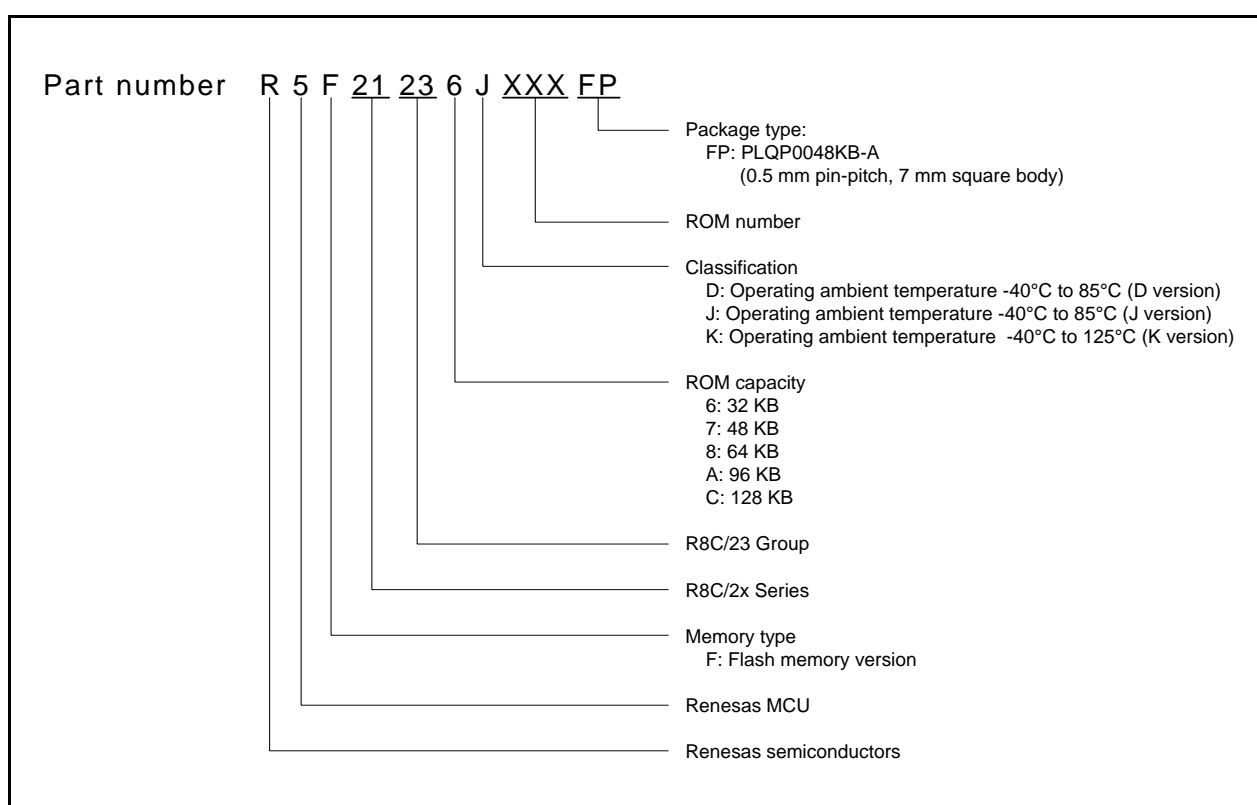 Part number R 5 F 21 23 6 J XXX FP
Package type:
FP: PLQP0048KB-A
(0.5 mm pin-pitch, 7 mm square body)
ROM number
Classification
D: Operating ambient temperature -40°C to 85°C (D version)
J: Operating ambient temperature -40°C to 85°C (J version)
K: Operating ambient temperature -40°C to 125°C (K version)
ROM capacity
6: 32 KB
7: 48 KB
8: 64 KB
A: 96 KB
C: 128 KB
R8C/23 Group
R8C/2x Series
Memory type
F: Flash memory version
Renesas MCU
Renesas semiconductors